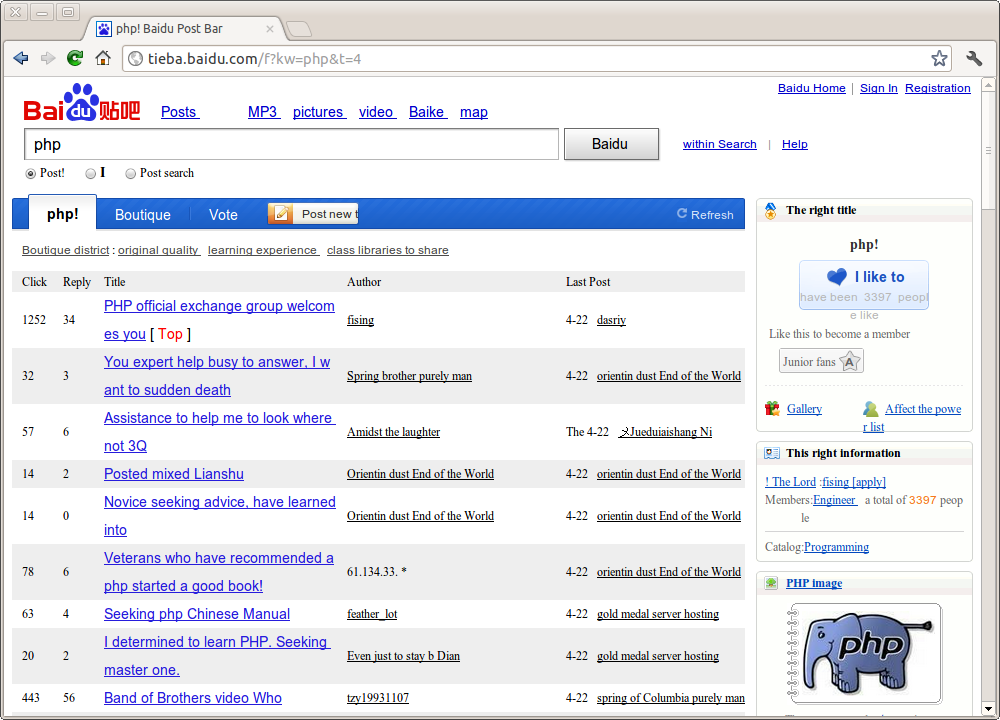 php! Baidu Post Bar
tieba.baidu.com/f?kw=php&t=4
Baidu Home | Sign In Registration
Bai du 贴吧 Posts MP3 pictures video Baike map
php Baidu within Search | Help
Post! I Post search
php! Boutique Vote Post new t Refresh
Boutique district : original quality learning experience class libraries to share
Click Reply Title Author Last Post
1252 34 PHP official exchange group welcom
es you [ Top ] fising 4-22 dasriy
32 3 You expert help busy to answer, I w
ant to sudden death Spring brother purely man 4-22 orientin dust End of the World
57 6 Assistance to help me to look where
not 3Q Amidst the laughter The 4-22 メJueduiaishang Ni
14 2 Posted mixed Lianshu Orientin dust End of the World 4-22 orientin dust End of the World
14 0 Novice seeking advice, have learned
into Orientin dust End of the World 4-22 orientin dust End of the World
78 6 Veterans who have recommended a
php started a good book! 61.134.33. * 4-22 orientin dust End of the World
63 4 Seeking php Chinese Manual feather_lot 4-22 gold medal server hosting
20 2 I determined to learn PHP. Seeking
master one. Even just to stay b Dian 4-22 gold medal server hosting
443 56 Band of Brothers video Who tzy19931107 4-22 spring of Columbia purely man
The right title
php!
I like to
have been 3397 peopl
e like
Like this to become a member
Junior fans A
Gallery Affect the powe
r list
This right information
! The Lord :fising [apply]
Members:Engineer a total of 3397 peop
le
Catalog:Programming
PHP image
php